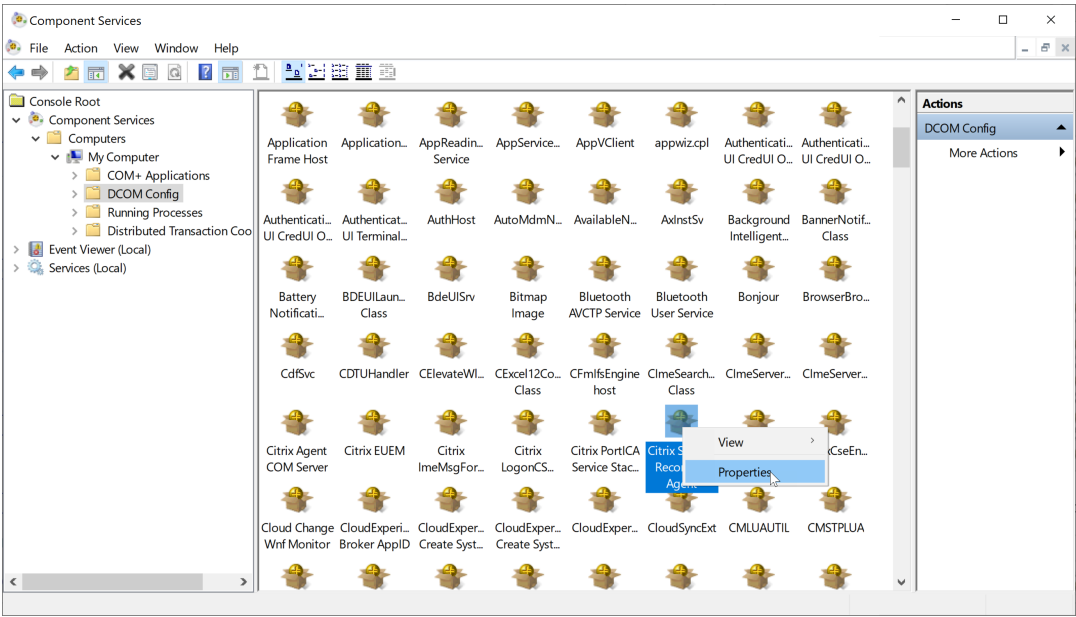 Component Services
File Action View Window Help
Console Root
Component Services
Computers
My Computer
COM+ Applications
DCOM Config
Running Processes
Distributed Transaction Coo
Event Viewer (Local)
Services (Local)
Application Application... AppReadin... AppService... AppVClient appwiz.cpl Authenticati... Authenticati...
Frame Host Service UI CredUI O... UI CredUI O...
Authenticati... Authenticat... AuthHost AutoMdmN... AvailableN... AxInstSv Background BannerNotif...
UI CredUI O... UI Terminal... Intelligent... Class
Battery BDEUILaun... BdeUISrv Bitmap Bluetooth Bluetooth Bonjour BrowserBro...
Notificati... Class Image AVCTP Service User Service
CdfSvc CDTUHandler CElevateWl... CExcel12Co... CFmIfsEngine CImeSearch... CImeServer... CImeServer...
Class host Class
Citrix Agent Citrix EUEM Citrix Citrix Citrix PortICA Citrix S xCseEn...
COM Server ImeMsgFor... LogonCS... Service Stac... Reco
Agent
View
Properties
Cloud Change CloudExperi... CloudExper... CloudExper... CloudExper... CloudSyncExt CMLUAUTIL CMSTPLUA
Wnf Monitor Broker AppID Create Syst... Create Syst...
Actions
DCOM Config
More Actions